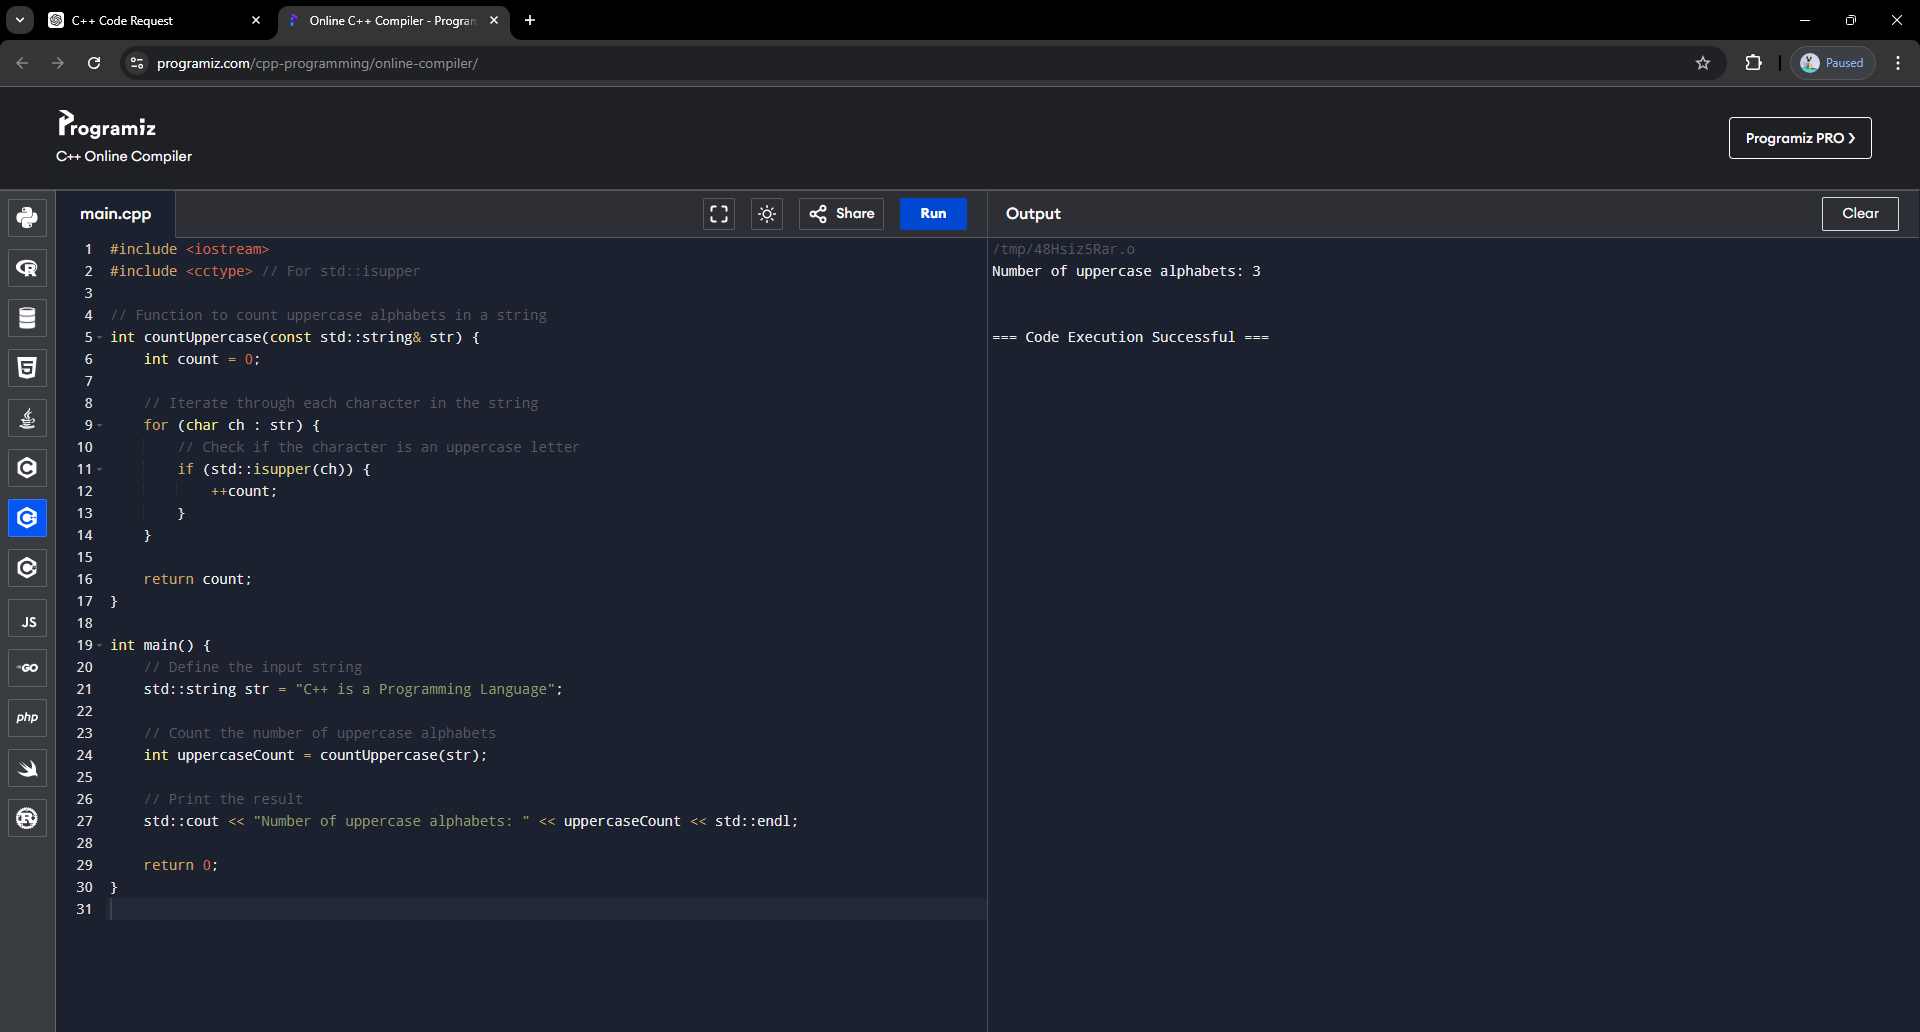 C++ Code Request
Online C++ Compiler - Program
programiz.com/cpp-programming/online-compiler/
Paused
Programiz
C++ Online Compiler
Programiz PRO ❯
main.cpp
Share
Run
Output
Clear
1 #include <iostream>
2 #include <cctype> // For std::isupper
3
4 // Function to count uppercase alphabets in a string
5 int countUppercase(const std::string& str) {
6     int count = 0;
7
8     // Iterate through each character in the string
9     for (char ch : str) {
10         // Check if the character is an uppercase letter
11         if (std::isupper(ch)) {
12             ++count;
13         }
14     }
15
16     return count;
17 }
18
19 int main() {
20     // Define the input string
21     std::string str = "C++ is a Programming Language";
22
23     // Count the number of uppercase alphabets
24     int uppercaseCount = countUppercase(str);
25
26     // Print the result
27     std::cout << "Number of uppercase alphabets: " << uppercaseCount << std::endl;
28
29     return 0;
30 }
31
/tmp/48Hsiz5Rar.o
Number of uppercase alphabets: 3
=== Code Execution Successful ===
R
5
C
C+
C
JS
GO
php
R